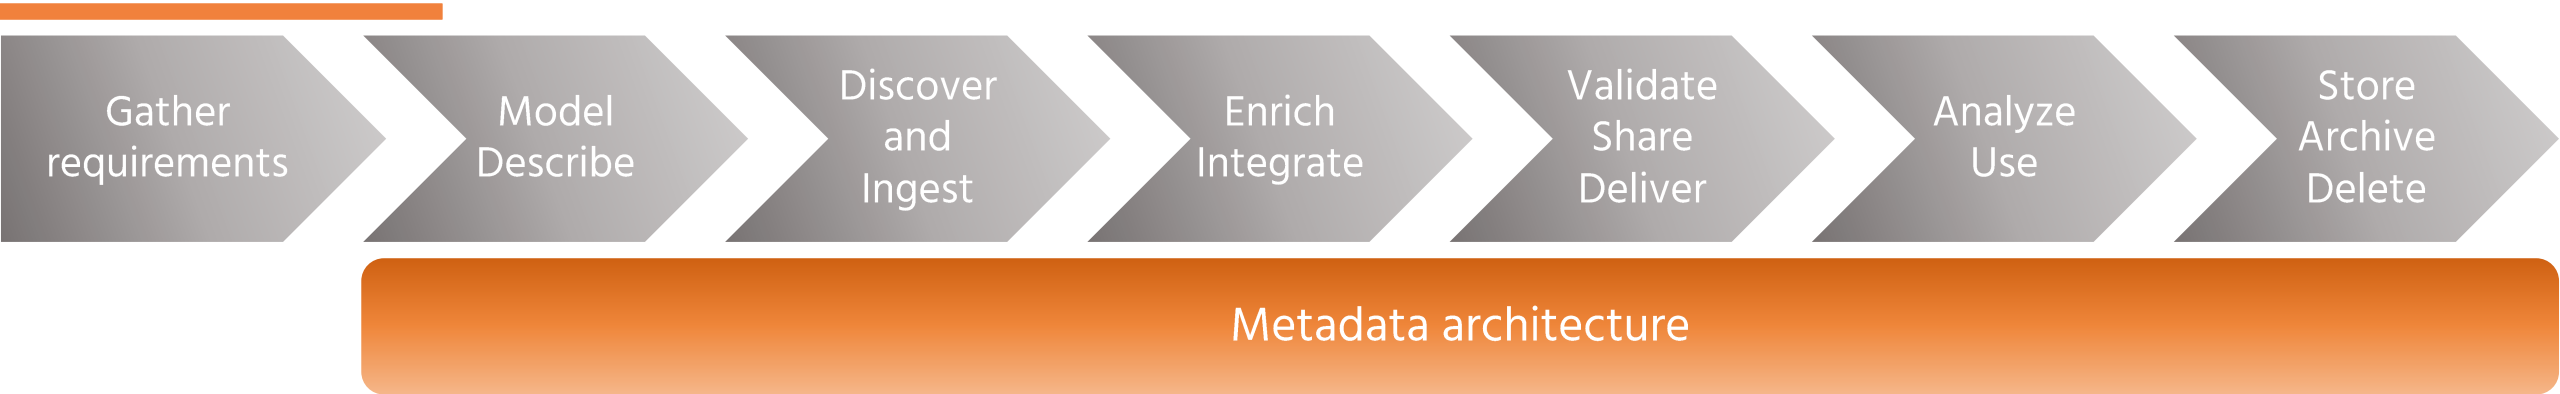 Gather
requirements
Model
Describe
Discover
and
Ingest
Enrich
Integrate
Validate
Share
Deliver
Analyze
Use
Store
Archive
Delete
Metadata architecture